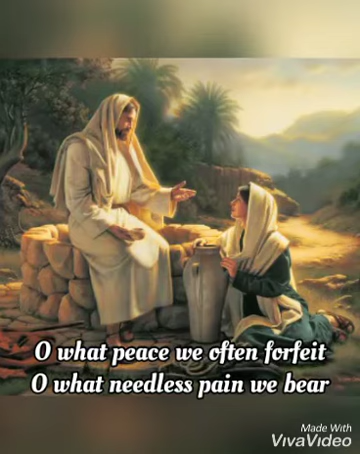 O what peace we often forfeit
O what needless pain we bear
Made With
VivaVideo